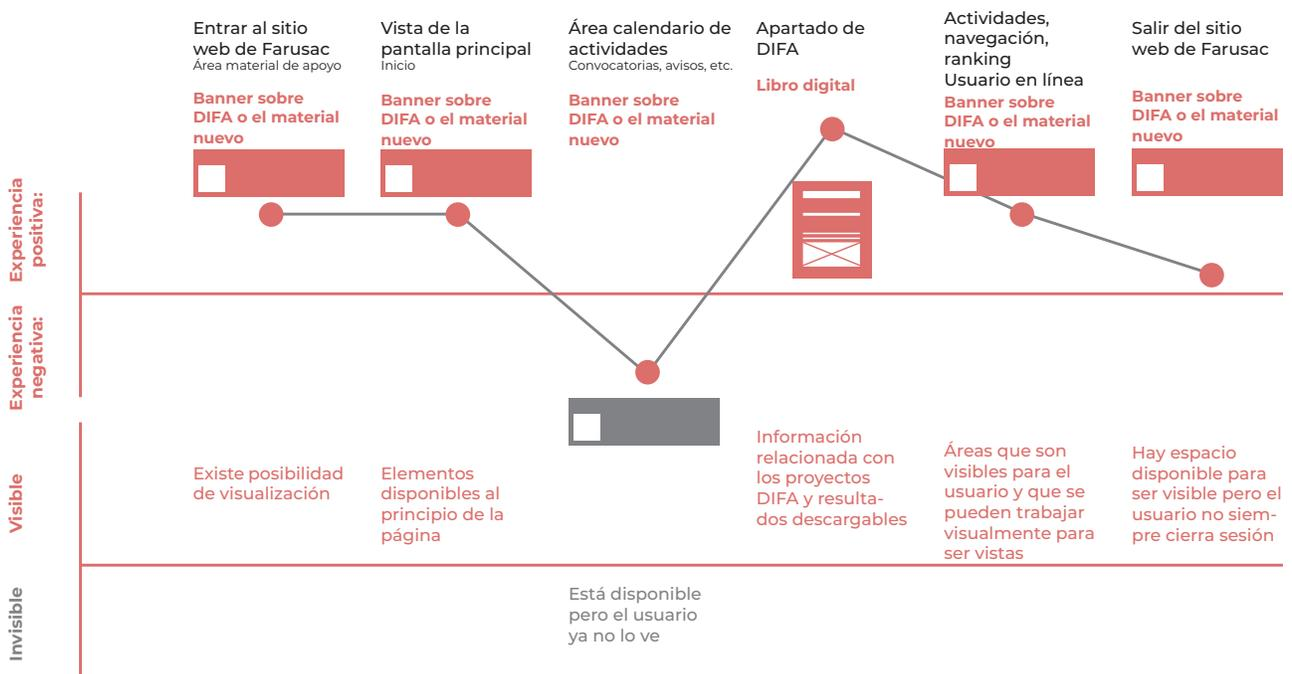 Entrar al sitio
web de Farusac
Área material de apoyo
Banner sobre
DIFA o el material
nuevo
Vista de la
pantalla principal
Inicio
Banner sobre
DIFA o el material
nuevo
Área calendario de
actividades
Convocatorias, avisos, etc.
Banner sobre
DIFA o el material
nuevo
Apartado de
DIFA
Libro digital
Actividades,
navegación,
ranking
Usuario en línea
Banner sobre
DIFA o el material
nuevo
Salir del sitio
web de Farusac
Banner sobre
DIFA o el material
nuevo
Experiencia
positiva:
Experiencia
negativa:
Visible
Existe posibilidad
de visualización
Elementos
disponibles al
principio de la
página
Información
relacionada con
los proyectos
DIFA y resulta-
dos descargables
Áreas que son
visibles para el
usuario y que se
pueden trabajar
visualmente para
ser vistas
Hay espacio
disponible para
ser visible pero el
usuario no siem-
pre cierra sesión
Invisible
Está disponible
pero el usuario
ya no lo ve